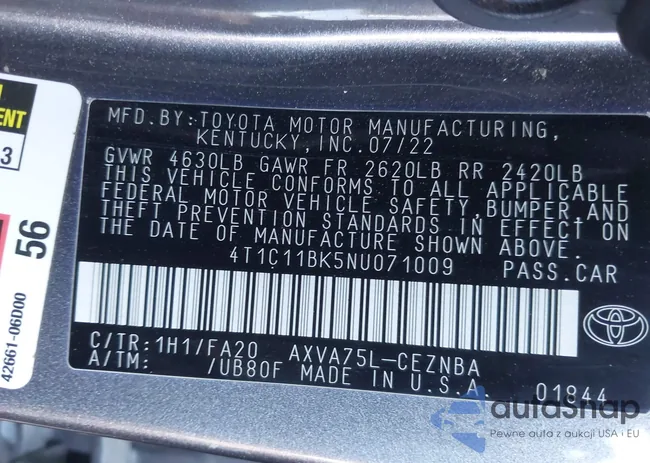 MFD.BY:TOYOTA MOTOR MANUFACTURING,
KENTUCKY,INC.07/22
GVWR 4630LB GAWR FR 2620LB RR 2420LB
THIS VEHICLE CONFORMS TO ALL APPLICABLE
FEDERAL MOTOR VEHICLE SAFETY,BUMPER,AND
THEFT PREVENTION STANDARDS IN EFFECT ON
THE DATE OF MANUFACTURE SHOWN ABOVE.
4T1C11BK5NU071009 PASS.CAR
C/TR:1H1/FA20 AXVA75L-CEZNBA
A/TM: /UB80F MADE IN U.S.A 01844
56
42661-06D00
autoSnap
Pewne auta z aukcji USA i EU